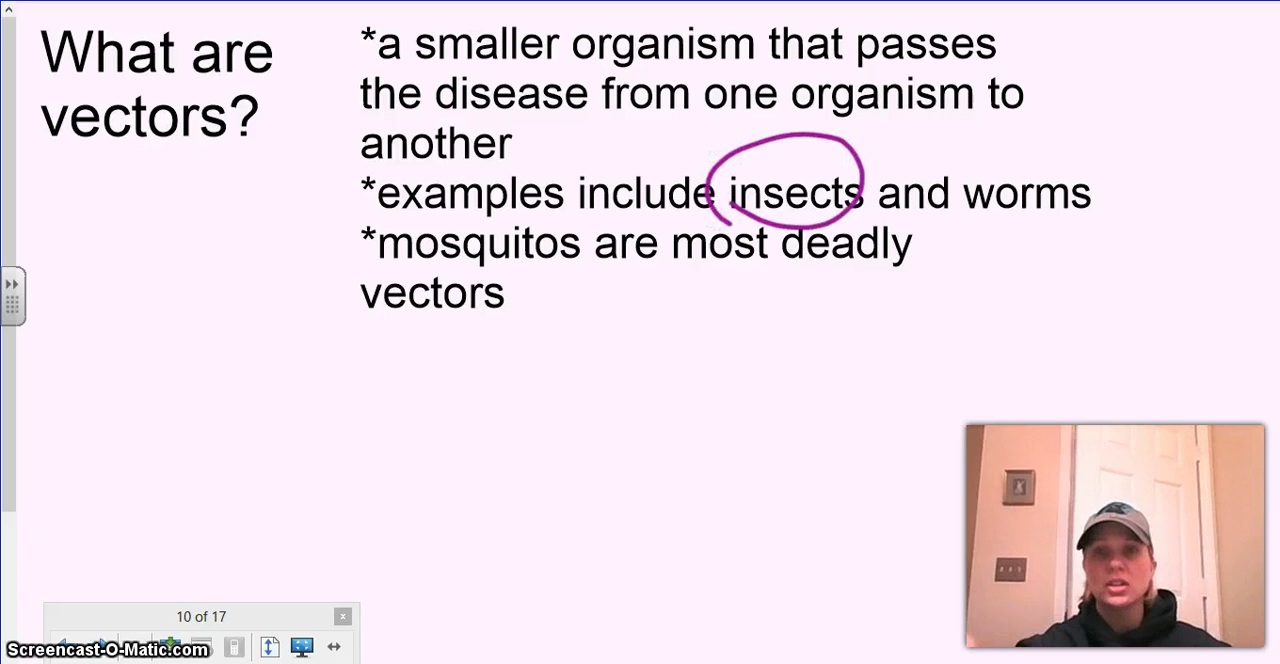 What are
vectors?
*a smaller organism that passes
the disease from one organism to
another
*examples include insects and worms
*mosquitos are most deadly
vectors
10 of 17
x
Screencast-O-Matic.com